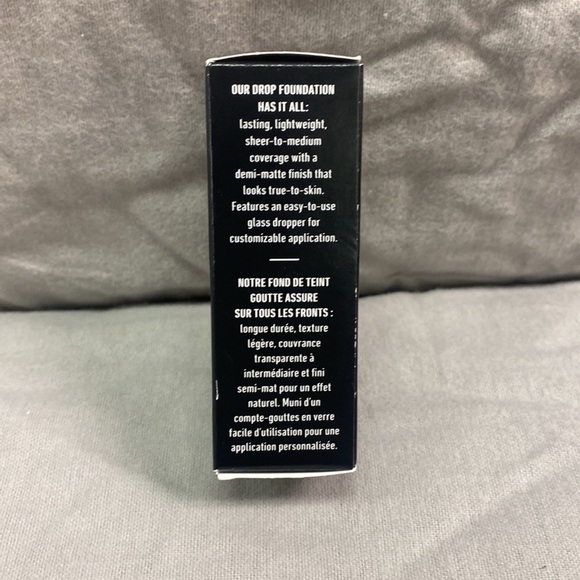 OUR DROP FOUNDATION
HAS IT ALL:
lasting, lightweight,
sheer-to-medium
coverage with a
demi-matte finish that
looks true-to-skin.
Features an easy-to-use
glass dropper for
customizable application.
NOTRE FOND DE TEINT
GOUTTE ASSURE
SUR TOUS LES FRONTS :
longue durée, texture
légère, couvrance
transparente à
intermédiaire et fini
semi-mat pour un effet
naturel. Muni d'un
compte-gouttes en verre
facile d'utilisation pour une
application personnalisée.